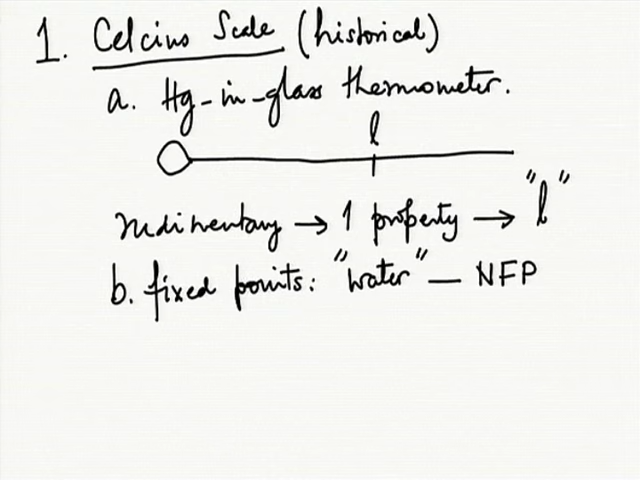 1. Celcius Scale (historical)
a. Hg-in-glass thermometer.
l
rudimentary → 1 property → "l"
b. fixed points: "water" — NFP